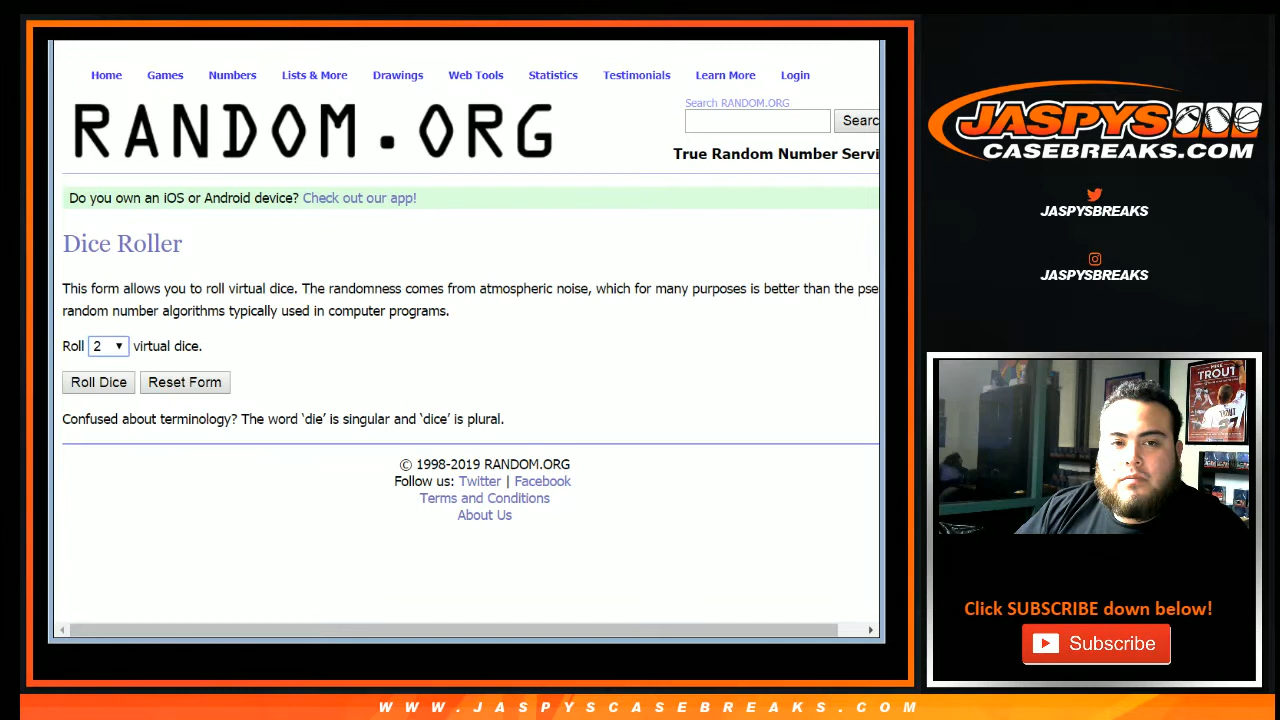 Home Games Numbers Lists & More Drawings Web Tools Statistics Testimonials Learn More Login
RANDOM.ORG
Search RANDOM.ORG
Searc
True Random Number Servi
Do you own an iOS or Android device? Check out our app!
Dice Roller
This form allows you to roll virtual dice. The randomness comes from atmospheric noise, which for many purposes is better than the pse
random number algorithms typically used in computer programs.
Roll 2 virtual dice.
Roll Dice Reset Form
Confused about terminology? The word ‘die’ is singular and ‘dice’ is plural.
© 1998-2019 RANDOM.ORG
Follow us: Twitter | Facebook
Terms and Conditions
About Us
JASPYS
CASEBREAKS.COM
JASPYSBREAKS
JASPYSBREAKS
MIKE
TROUT
Click SUBSCRIBE down below!
Subscribe
WWW.JASPYSCASEBREAKS.COM